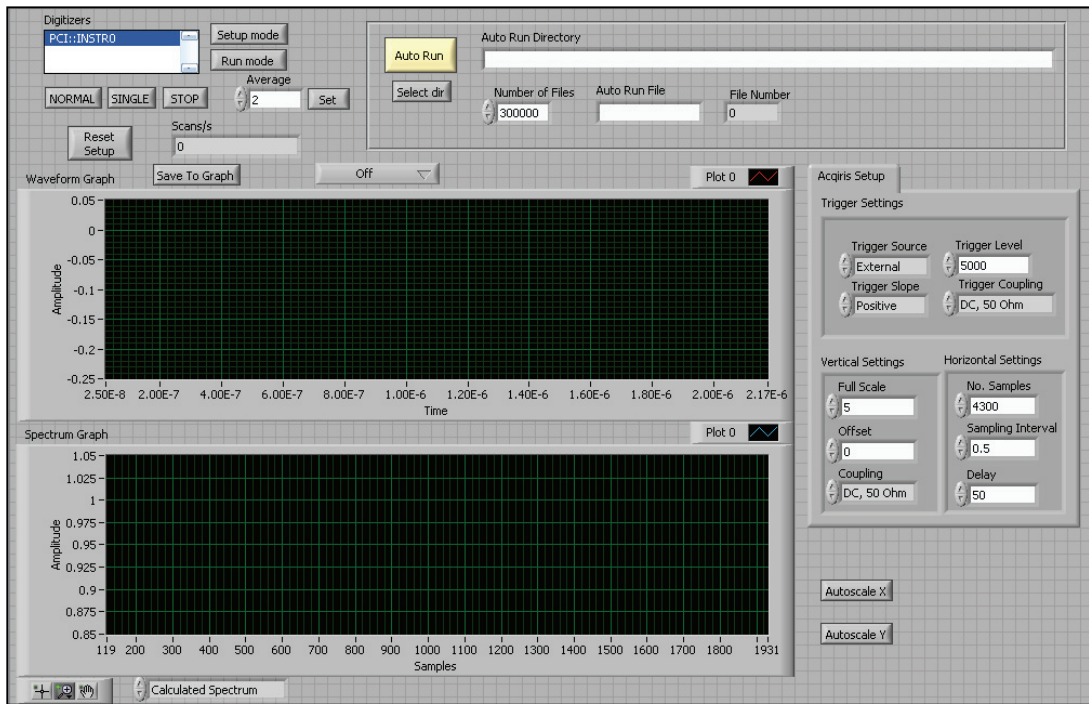 Digitizers
PCI::INSTR0
Setup mode
Run mode
NORMAL SINGLE STOP
Average
2
Set
Reset
Setup
Scans/s
0
Auto Run
Select dir
Auto Run Directory
Number of Files
300000
Auto Run File
File Number
0
Waveform Graph
Save To Graph
Off
Plot 0
0.05
0
-0.05
-0.1
-0.15
-0.2
-0.25
Amplitude
2.50E-8 2.00E-7 4.00E-7 6.00E-7 8.00E-7 1.00E-6 1.20E-6 1.40E-6 1.60E-6 1.80E-6 2.00E-6 2.17E-6
Time
Spectrum Graph
Plot 0
1.05
1.025
1
0.975
0.95
0.925
0.9
0.875
0.85
Amplitude
119 200 300 400 500 600 700 800 900 1000 1100 1200 1300 1400 1500 1600 1700 1800 1931
Samples
Calculated Spectrum
Acqiris Setup
Trigger Settings
Trigger Source
External
Trigger Level
5000
Trigger Slope
Positive
Trigger Coupling
DC, 50 Ohm
Vertical Settings
Full Scale
5
Offset
0
Coupling
DC, 50 Ohm
Horizontal Settings
No. Samples
4300
Sampling Interval
0.5
Delay
50
Autoscale X
Autoscale Y